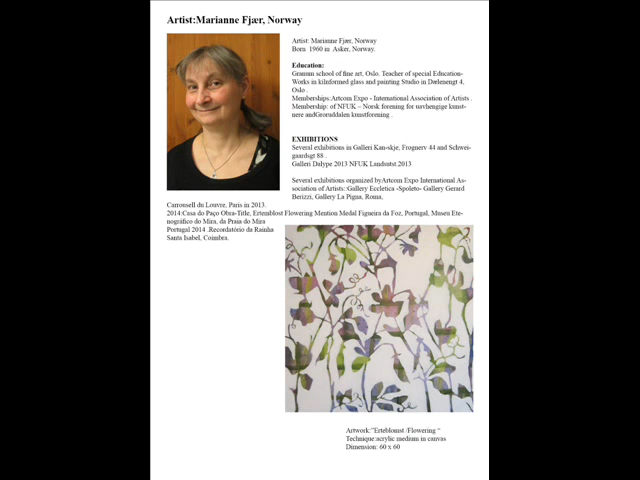 Artist:Marianne Fjær, Norway
Artist: Marianne Fjær, Norway
Born 1960 in Asker, Norway.
Education:
Granum school of fine art, Oslo. Teacher of special Education-
Works in kilnformed glass and painting Studio in Dælenengt 4,
Oslo .
Memberships:Artcom Expo - International Association of Artists .
Membership: of NFUK – Norsk forening for uavhengige kunst-
nere andGroruddalen kunstforening .
EXHIBITIONS
Several exhibitions in Galleri Kan-skje, Frognerv 44 and Schwei-
gaardsgt 88 .
Galleri Dalype 2013 NFUK Landsutst.2013
Several exhibitions organized byArtcom Expo International As-
sociation of Artists: Gallery Eccletica -Spoleto- Gallery Gerard
Berizzi, Gallery La Pigna, Roma,
Carrousell du Louvre, Paris in 2013.
2014:Casa do Paço Obra-Title, Erteblost Flowering Mention Medal Figueira da Foz, Portugal, Museu Ete-
nográfico do Mira, da Praia do Mira
Portugal 2014 .Recordatório da Rainha
Santa Isabel, Coimbra.
Artwork:"Erteblomst /Flowering “
Technique:acrylic medium in canvas
Dimension: 60 x 60